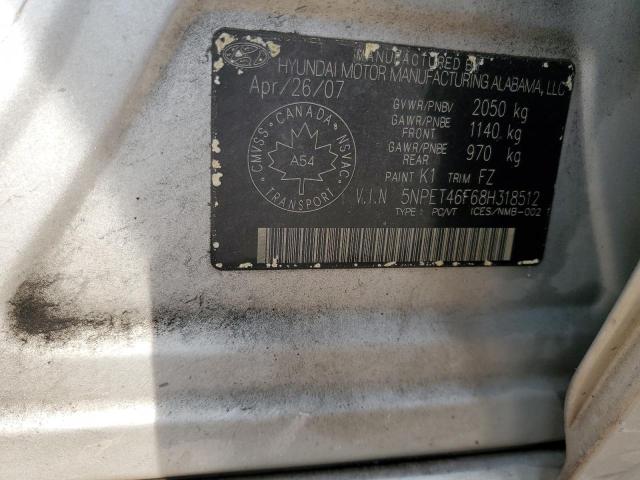 MANUFACTURED BY
HYUNDAI MOTOR MANUFACTURING ALABAMA, LLC
Apr/26/07
GVWR/PNBV 2050 kg
GAWR/PNBE FRONT 1140 kg
GAWR/PNBE REAR 970 kg
PAINT K1 TRIM FZ
V.I.N 5NPET46F68H318512
TYPE : PC/VT ICES/NMB-002
CANADA
CMVSS NSVAC
A54
TRANSPORT